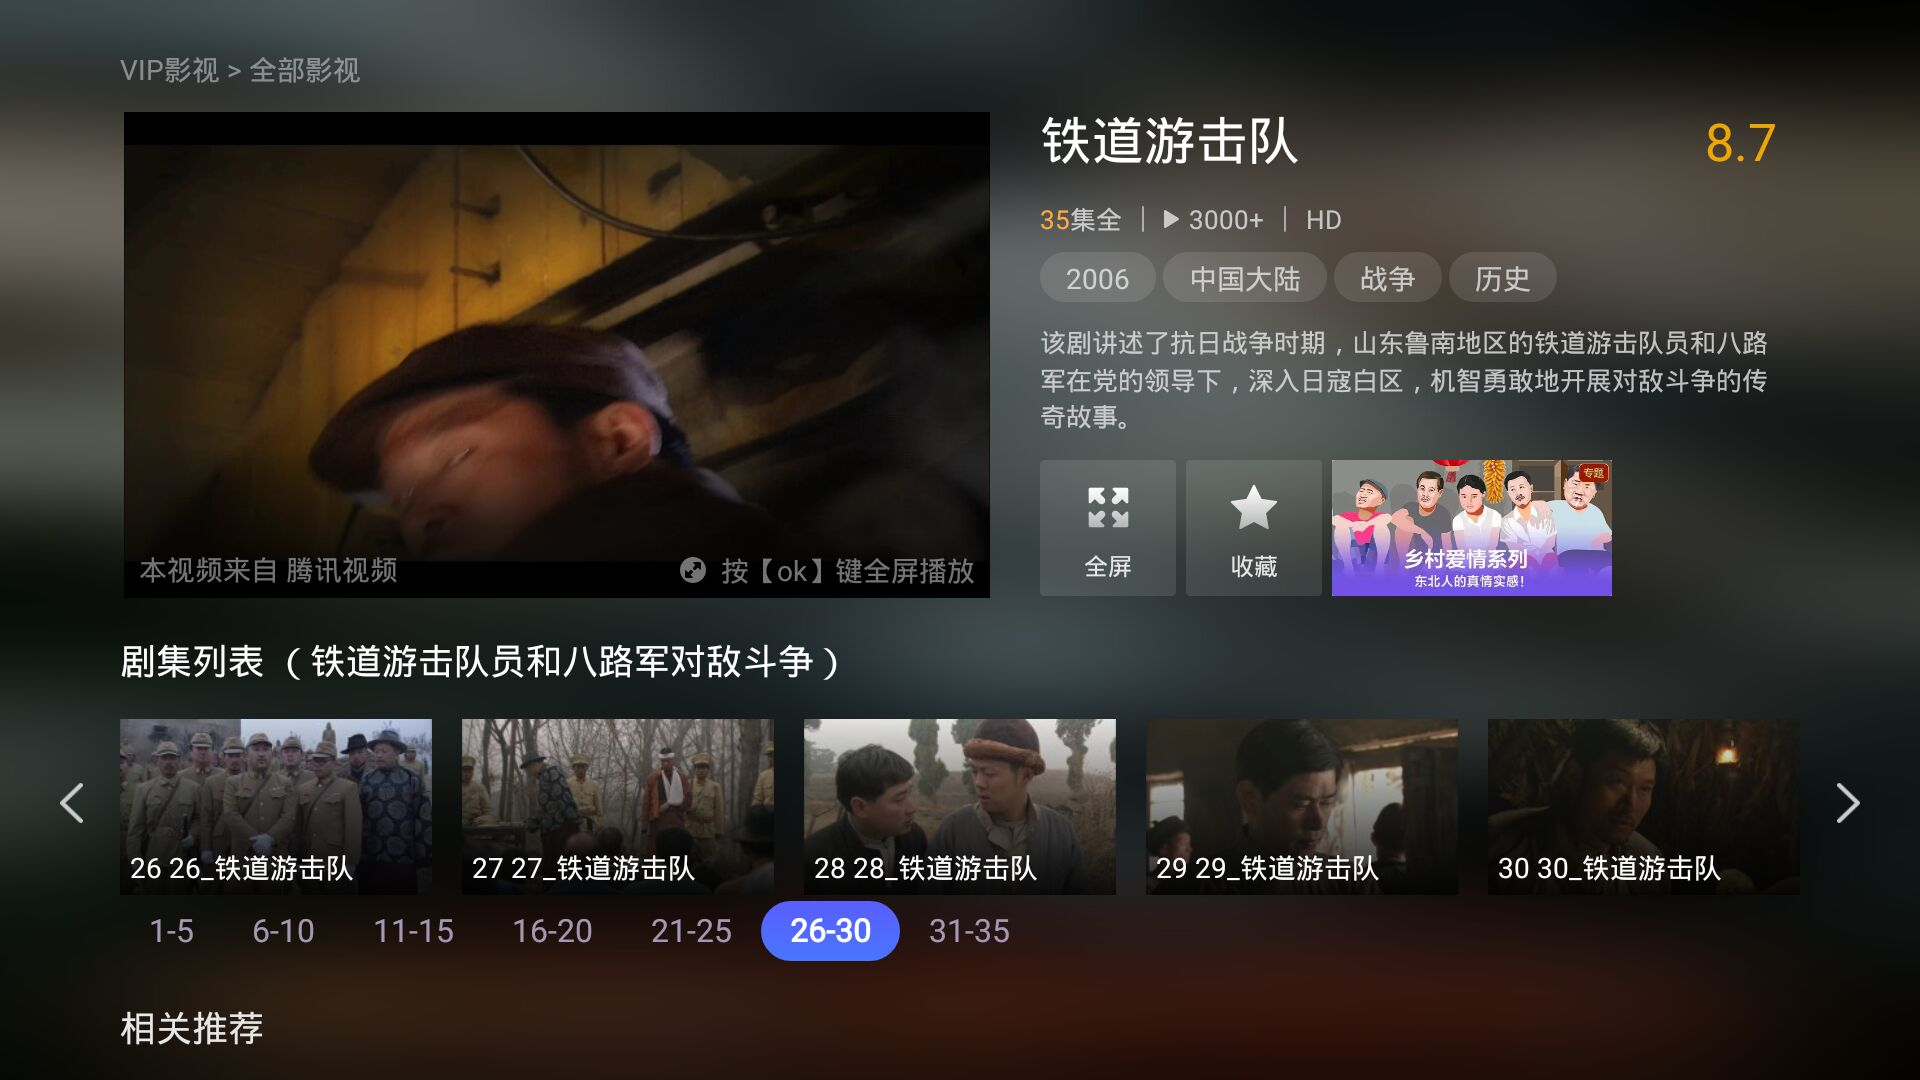 VIP影视 > 全部影视
本视频来自 腾讯视频
按【ok】键全屏播放
铁道游击队
8.7
35集全
3000+
HD
2006
中国大陆
战争
历史
该剧讲述了抗日战争时期，山东鲁南地区的铁道游击队员和八路
军在党的领导下，深入日寇白区，机智勇敢地开展对敌斗争的传
奇故事。
全屏
收藏
专题
乡村爱情系列
东北人的真情实感！
剧集列表（铁道游击队员和八路军对敌斗争）
26 26_铁道游击队
27 27_铁道游击队
28 28_铁道游击队
29 29_铁道游击队
30 30_铁道游击队
1-5
6-10
11-15
16-20
21-25
26-30
31-35
相关推荐